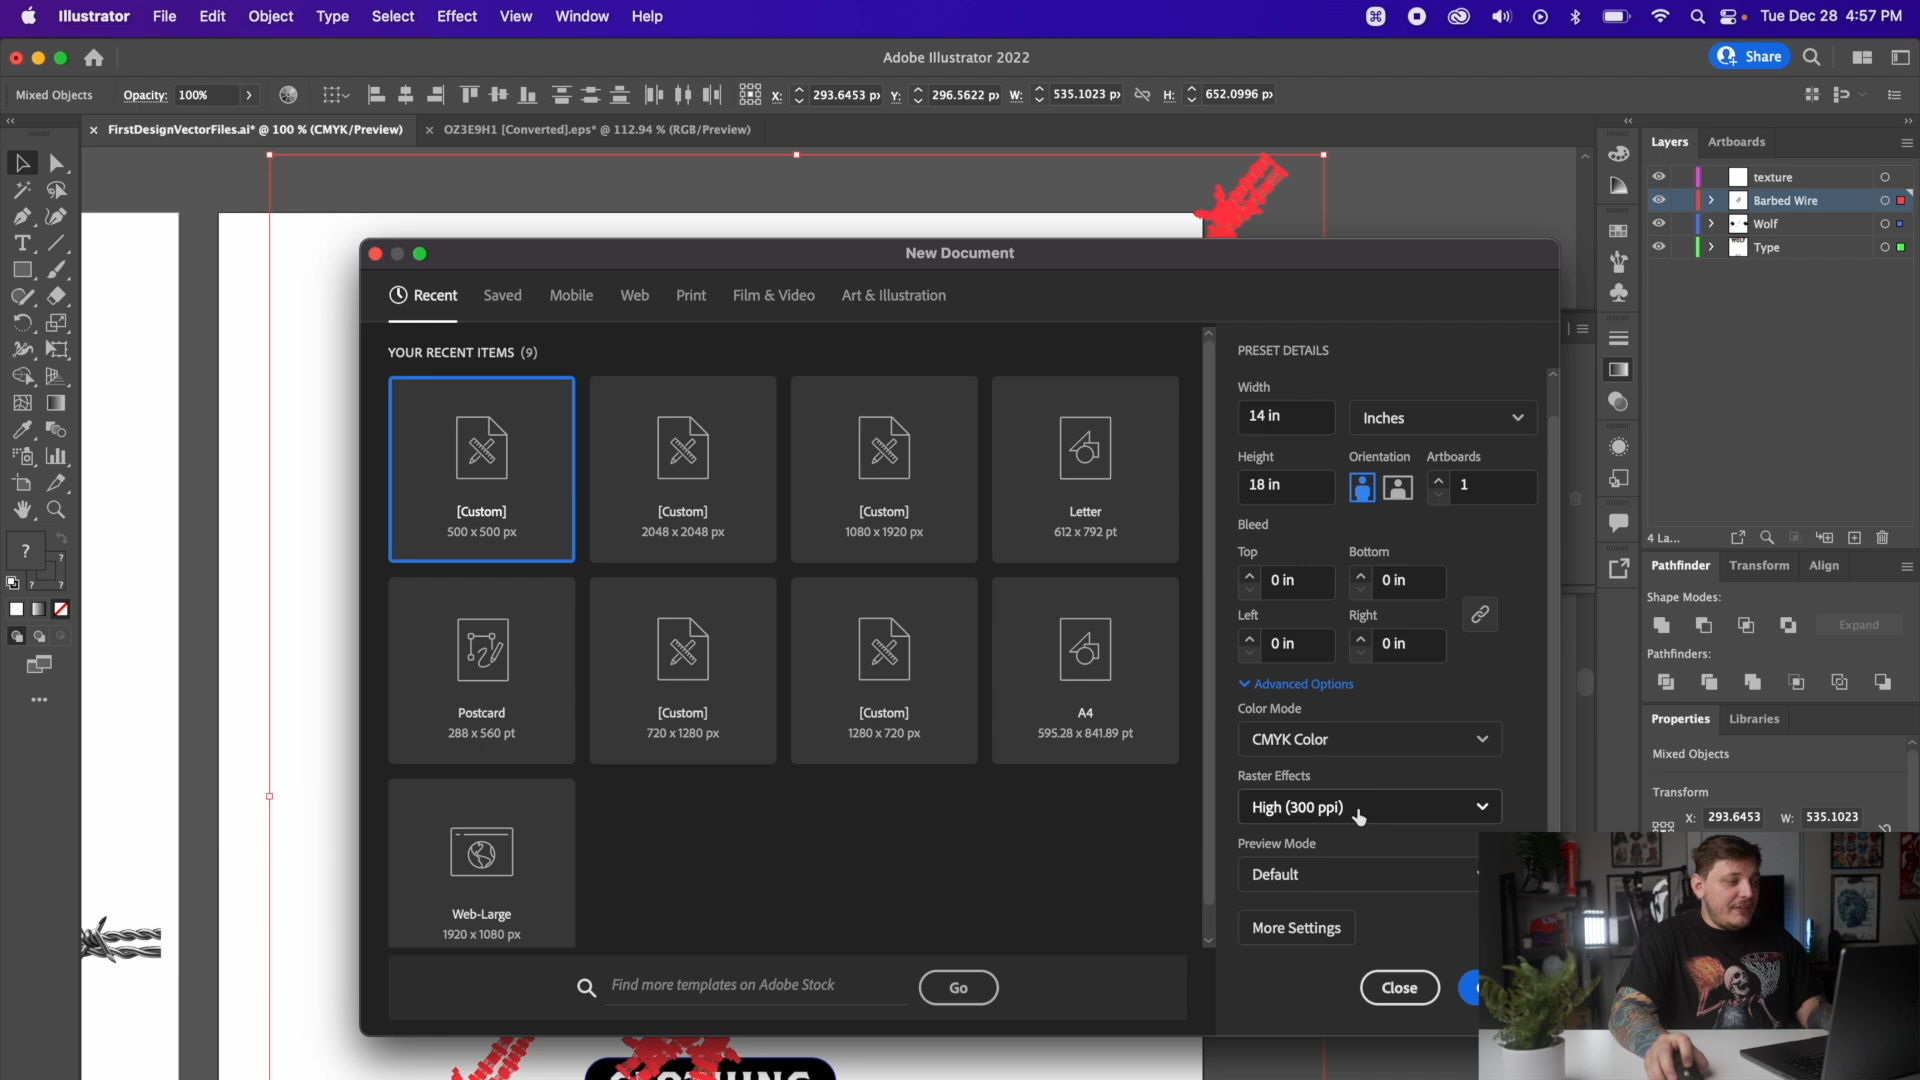 Illustrator File Edit Object Type Select Effect View Window Help
Tue Dec 28 4:57 PM
Adobe Illustrator 2022
Share
Mixed Objects Opacity: 100% X: 293.6453 p Y: 296.5622 p W: 535.1023 p H: 652.0996 p
FirstDesignVectorFiles.ai* @ 100 % (CMYK/Preview)
OZ3E9H1 [Converted].eps* @ 112.94 % (RGB/Preview)
Layers Artboards
texture
Barbed Wire
Wolf
Type
4 La...
Pathfinder Transform Align
Shape Modes:
Expand
Pathfinders:
Properties Libraries
Mixed Objects
Transform
X: 293.6453 W: 535.1023
New Document
Recent Saved Mobile Web Print Film & Video Art & Illustration
YOUR RECENT ITEMS (9)
[Custom]
500 x 500 px
[Custom]
2048 x 2048 px
[Custom]
1080 x 1920 px
Letter
612 x 792 pt
Postcard
288 x 560 pt
[Custom]
720 x 1280 px
[Custom]
1280 x 720 px
A4
595.28 x 841.89 pt
Web-Large
1920 x 1080 px
Find more templates on Adobe Stock
Go
PRESET DETAILS
Width
14 in Inches
Height Orientation Artboards
18 in 1
Bleed
Top Bottom
0 in 0 in
Left Right
0 in 0 in
Advanced Options
Color Mode
CMYK Color
Raster Effects
High (300 ppi)
Preview Mode
Default
More Settings
Close